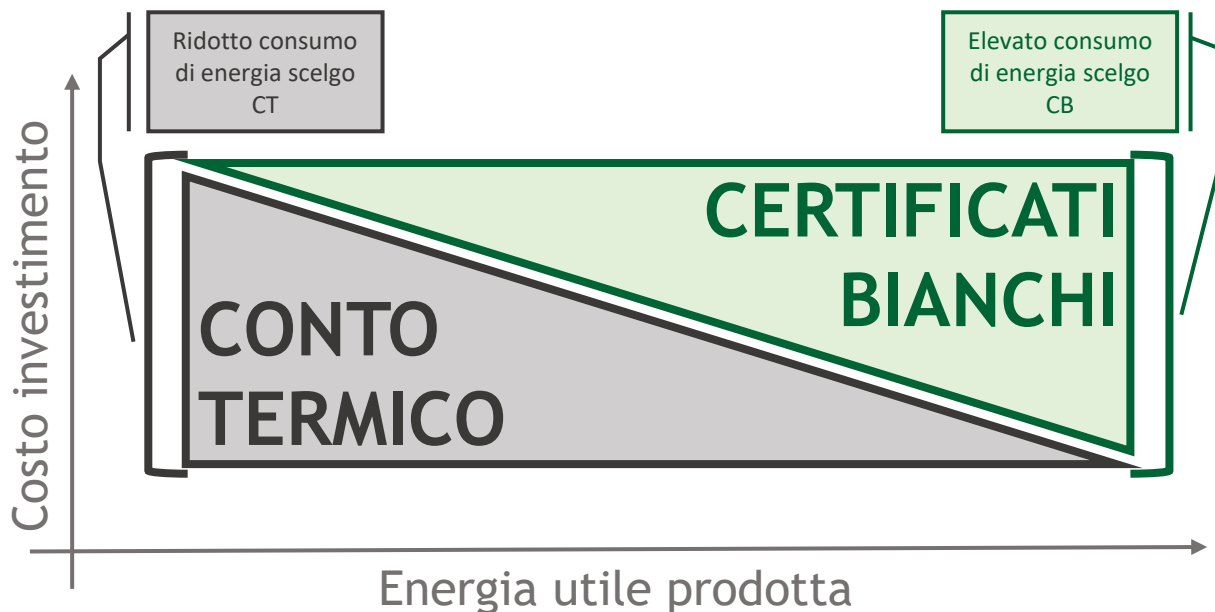 Ridotto consumo
di energia scelgo
CT
Elevato consumo
di energia scelgo
CB
Costo investimento
CERTIFICATI
BIANCHI
CONTO
TERMICO
Energia utile prodotta